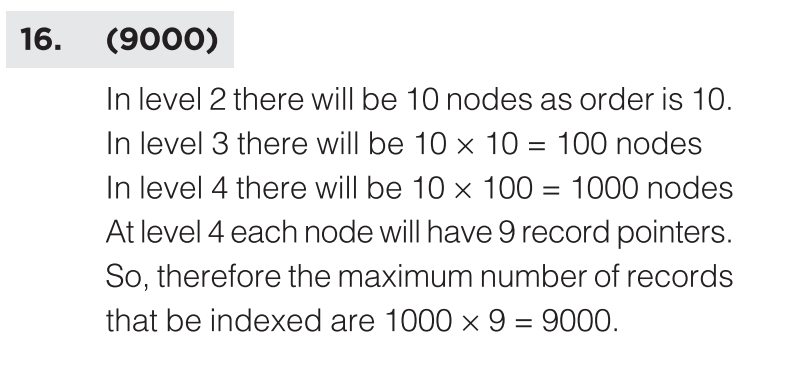 16. (9000)
In level 2 there will be 10 nodes as order is 10.
In level 3 there will be 10 × 10 = 100 nodes
In level 4 there will be 10 × 100 = 1000 nodes
At level 4 each node will have 9 record pointers.
So, therefore the maximum number of records
that be indexed are 1000 × 9 = 9000.